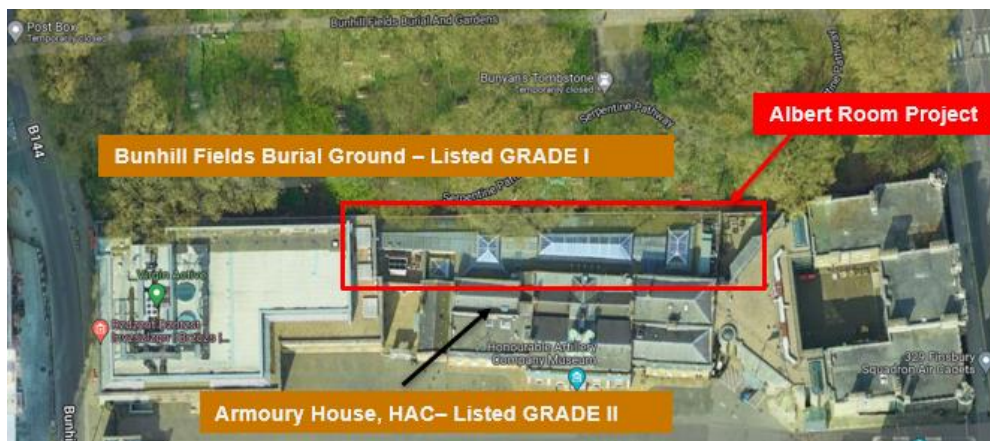 Post Box
Temporarily closed
Bunhill Fields Burial And Gardens
Bunyan's Tombstone
Temporarily closed
Serpentine Pathway
Albert Room Project
B144
Bunhill Fields Burial Ground – Listed GRADE I
Virgin Active
Honourable Artillery
Company Museum
329 Finsbury
Squadron Air Cadets
Armoury House, HAC– Listed GRADE II
Bunhi